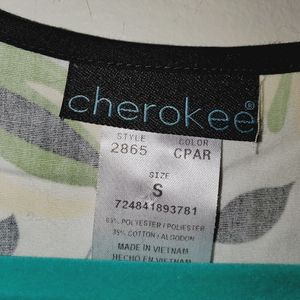 cherokee®
STYLE COLOR
2865 CPAR
SIZE
S
724841893781
65% POLYESTER / POLIESTER
35% COTTON / ALGODON
MADE IN VIETNAM
HECHO EN VIETNAM